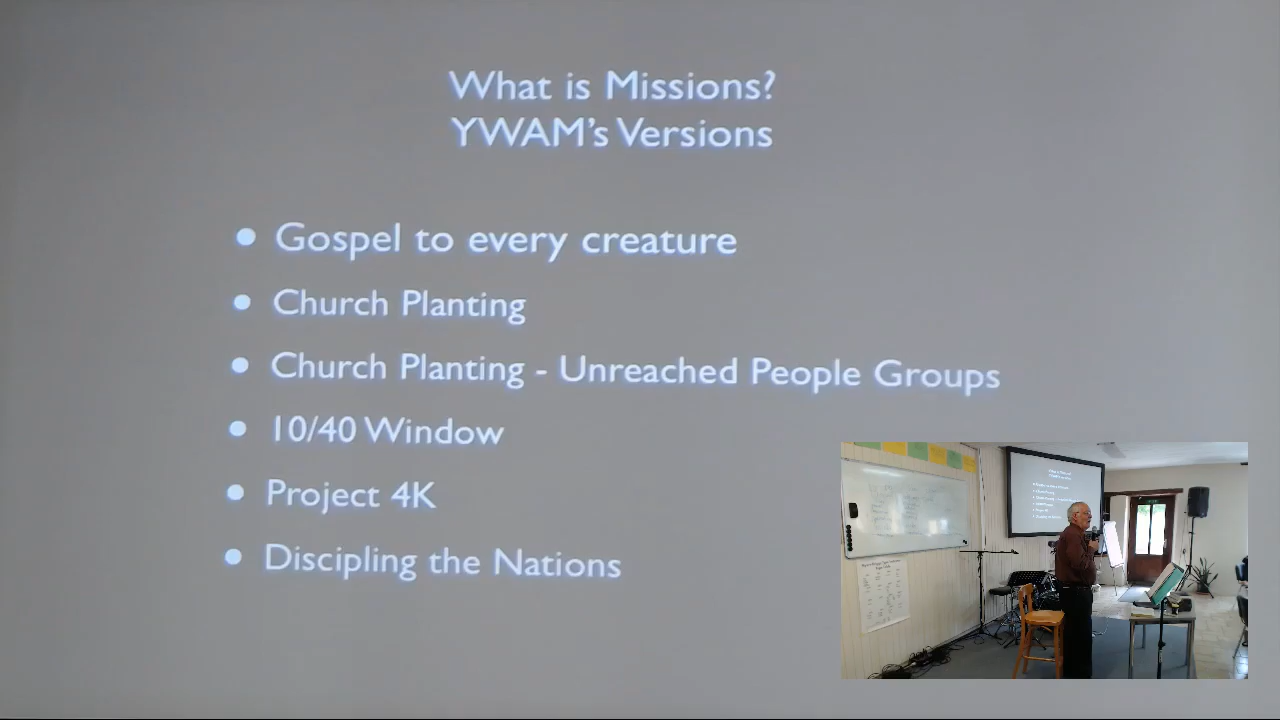 What is Missions?
YWAM's Versions
• Gospel to every creature
• Church Planting
• Church Planting - Unreached People Groups
• 10/40 Window
• Project 4K
• Discipling the Nations